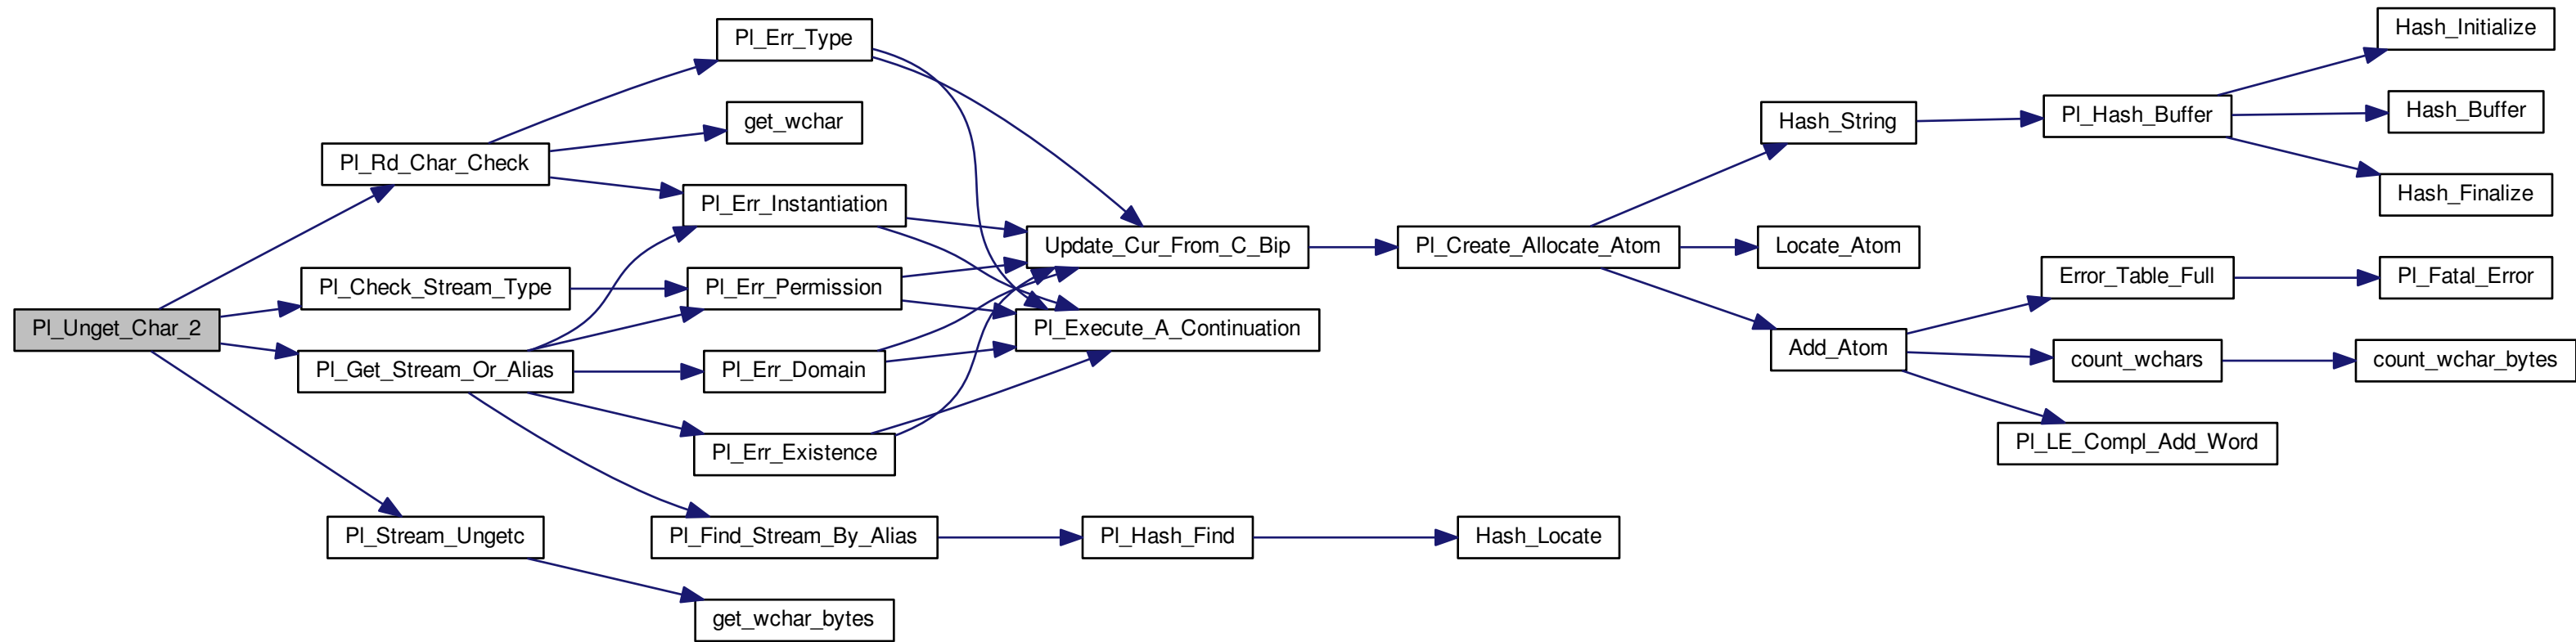 Pl_Unget_Char_2
Pl_Rd_Char_Check
Pl_Check_Stream_Type
Pl_Get_Stream_Or_Alias
Pl_Stream_Ungetc
Pl_Err_Type
get_wchar
Pl_Err_Instantiation
Pl_Err_Permission
Pl_Err_Domain
Pl_Err_Existence
Pl_Find_Stream_By_Alias
get_wchar_bytes
Update_Cur_From_C_Bip
Pl_Execute_A_Continuation
Pl_Hash_Find
Pl_Create_Allocate_Atom
Hash_Locate
Hash_String
Locate_Atom
Add_Atom
Pl_Hash_Buffer
Error_Table_Full
count_wchars
Pl_LE_Compl_Add_Word
Hash_Initialize
Hash_Buffer
Hash_Finalize
Pl_Fatal_Error
count_wchar_bytes